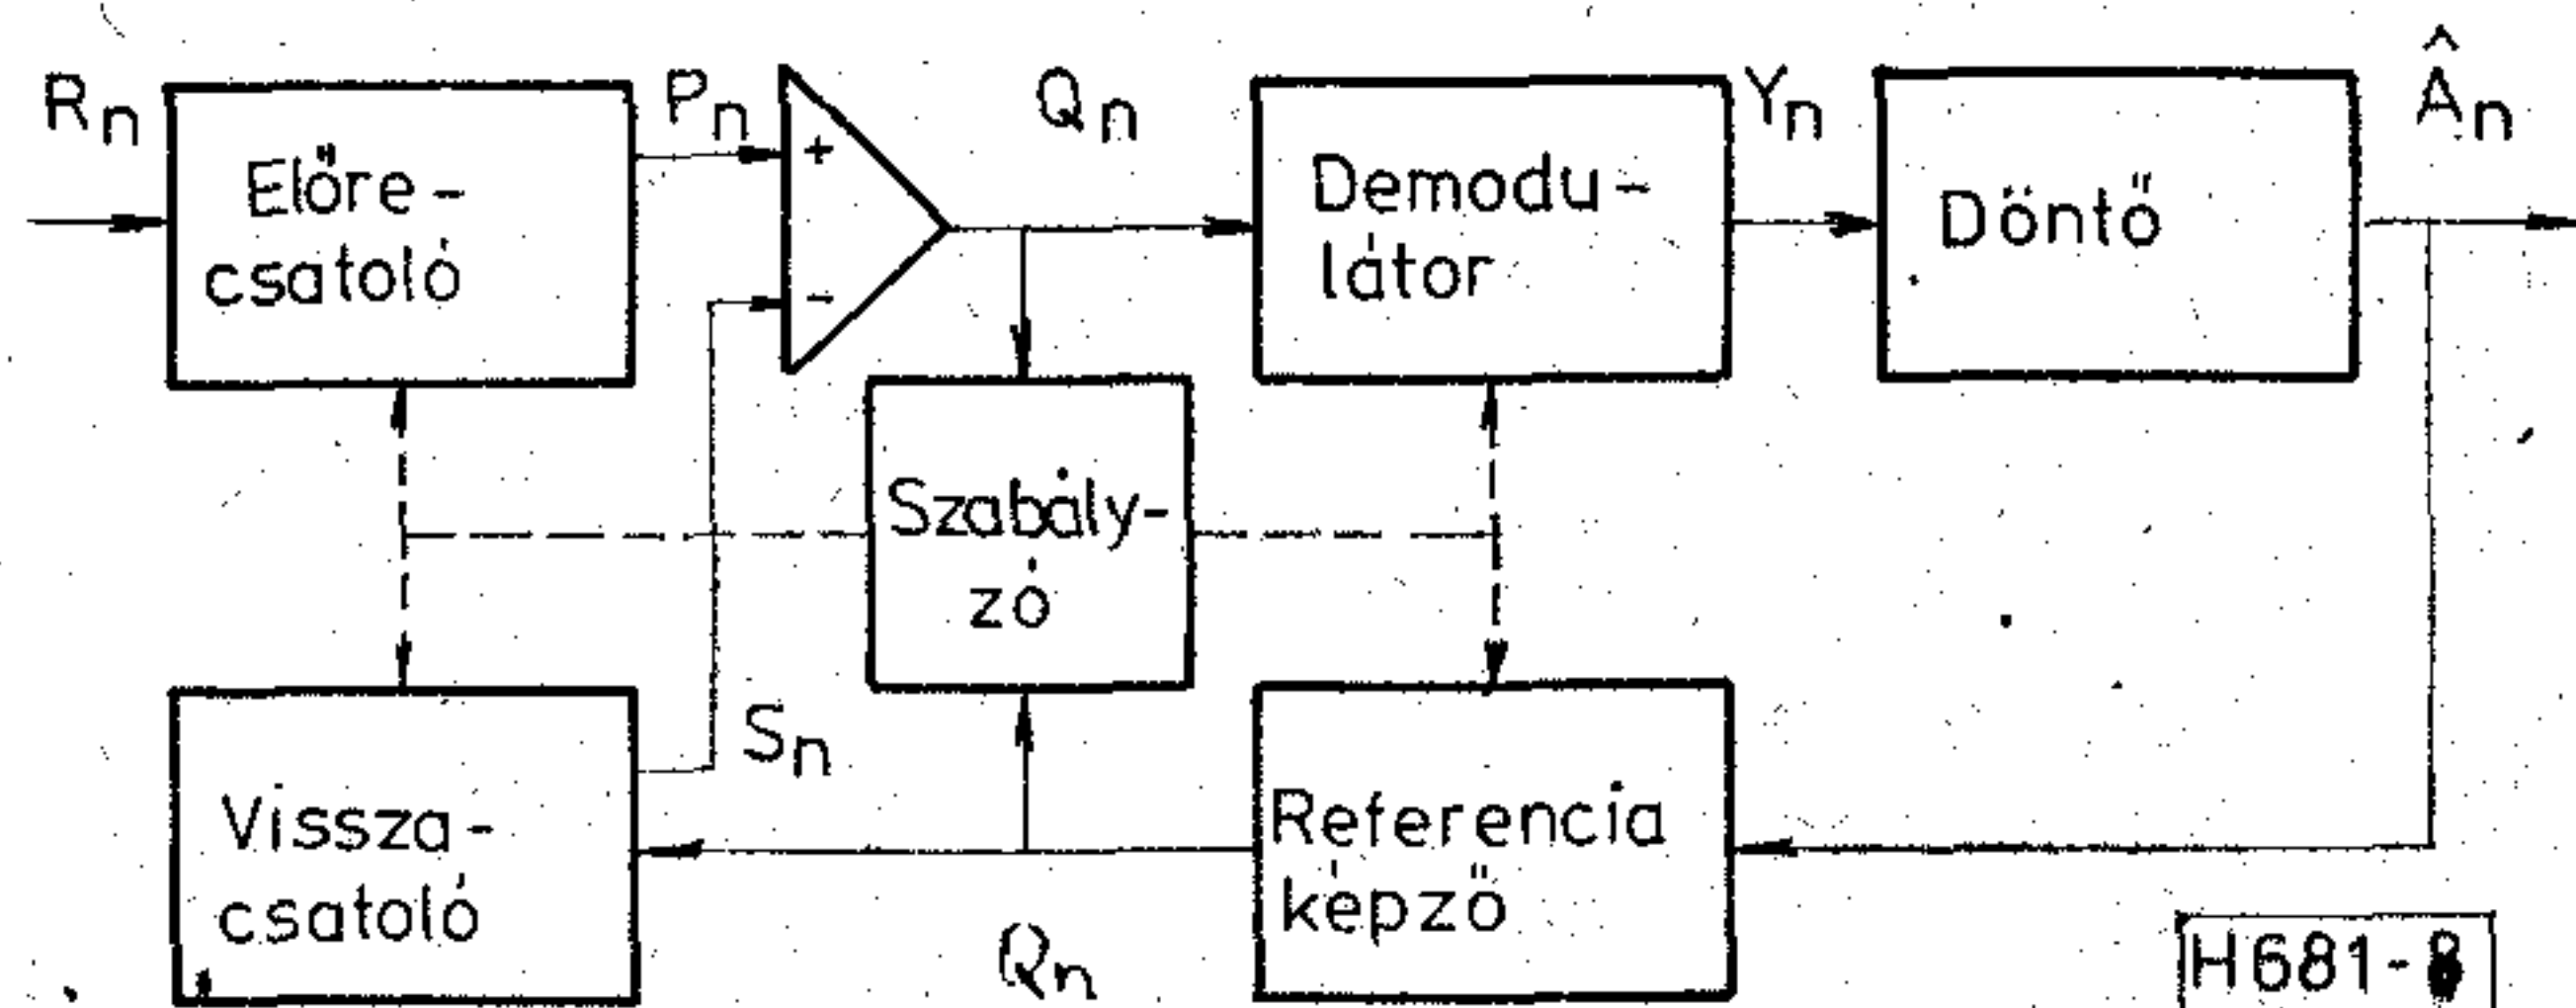 Rn
Előre-
csatoló
Pn
+
-
Qn
Demodu-
látor
Yn
Döntő
Ân
Szabály-
zó
Vissza-
csatoló
Sn
Qn
Referencia
képző